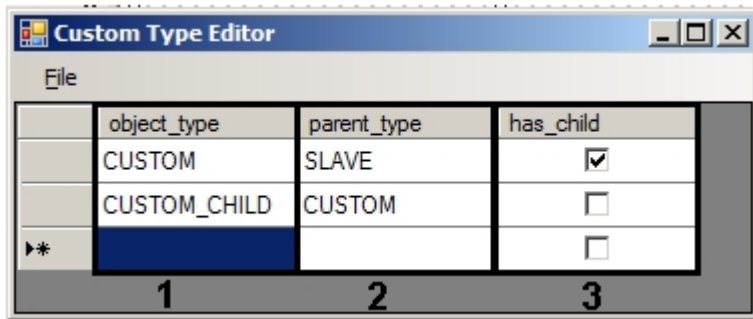 Custom Type Editor
File
object_type parent_type has_child
CUSTOM SLAVE
CUSTOM_CHILD CUSTOM
1 2 3